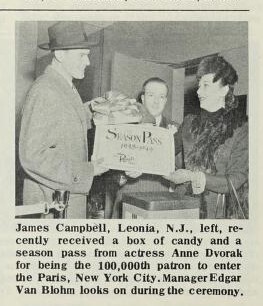 SEASON PASS
1948-1949
Paris
James Campbell, Leonia, N.J., left, re-
cently received a box of candy and a
season pass from actress Anne Dvorak
for being the 100,000th patron to enter
the Paris, New York City. Manager Edgar
Van Blohm looks on during the ceremony.